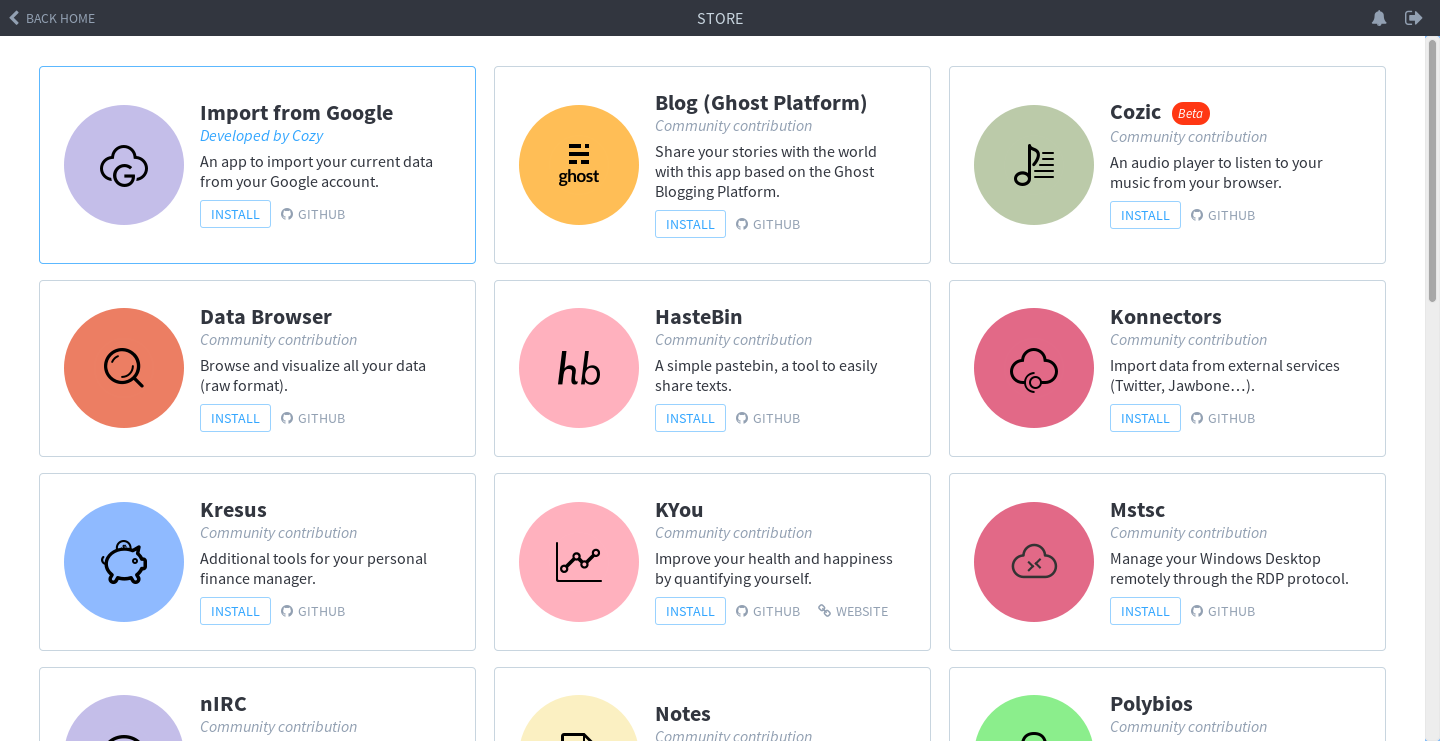 BACK HOME
STORE
Import from Google
Developed by Cozy
An app to import your current data
from your Google account.
INSTALL GITHUB
ghost
Blog (Ghost Platform)
Community contribution
Share your stories with the world
with this app based on the Ghost
Blogging Platform.
INSTALL GITHUB
Cozic Beta
Community contribution
An audio player to listen to your
music from your browser.
INSTALL GITHUB
Data Browser
Community contribution
Browse and visualize all your data
(raw format).
INSTALL GITHUB
hb
HasteBin
Community contribution
A simple pastebin, a tool to easily
share texts.
INSTALL GITHUB
Konnectors
Community contribution
Import data from external services
(Twitter, Jawbone…).
INSTALL GITHUB
Kresus
Community contribution
Additional tools for your personal
finance manager.
INSTALL GITHUB
KYou
Community contribution
Improve your health and happiness
by quantifying yourself.
INSTALL GITHUB WEBSITE
Mstsc
Community contribution
Manage your Windows Desktop
remotely through the RDP protocol.
INSTALL GITHUB
nIRC
Community contribution
Notes
Community contribution
Polybios
Community contribution